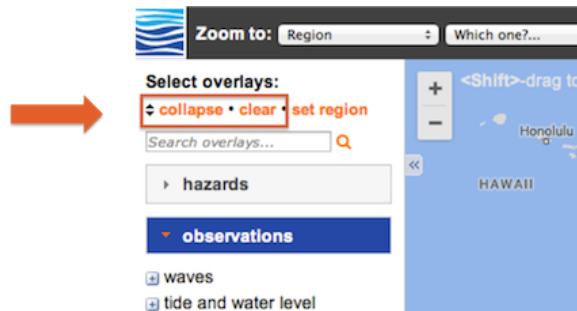 Zoom to: Region Which one?...
Select overlays:
collapse • clear • set region
Search overlays...
hazards
observations
waves
tide and water level
+ <Shift>-drag to
−
Honolulu
«
HAWAII